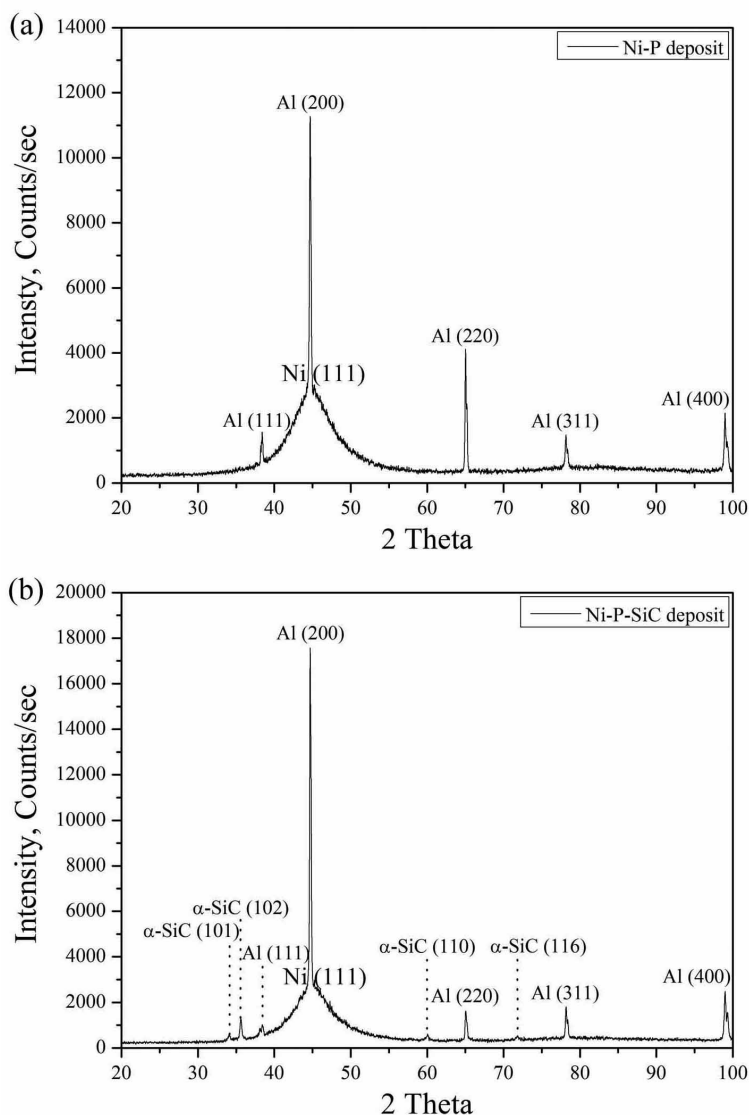 (a)
Intensty, Counts/sec
14000
12000
10000
8000
6000
4000
2000
0
Ni-P deposit
Al (200)
Ni (111)
Al (111)
Al (220)
Al (311)
Al (400)
20 30 40 50 60 70 80 90 100
2 Theta
(b)
Intensity, Counts/sec
20000
18000
16000
14000
12000
10000
8000
6000
4000
2000
0
Ni-P-SiC deposit
Al (200)
α-SiC (102)
α-SiC (101)
Al (111)
Ni (111)
α-SiC (110)
α-SiC (116)
Al (220)
Al (311)
Al (400)
20 30 40 50 60 70 80 90 100
2 Theta